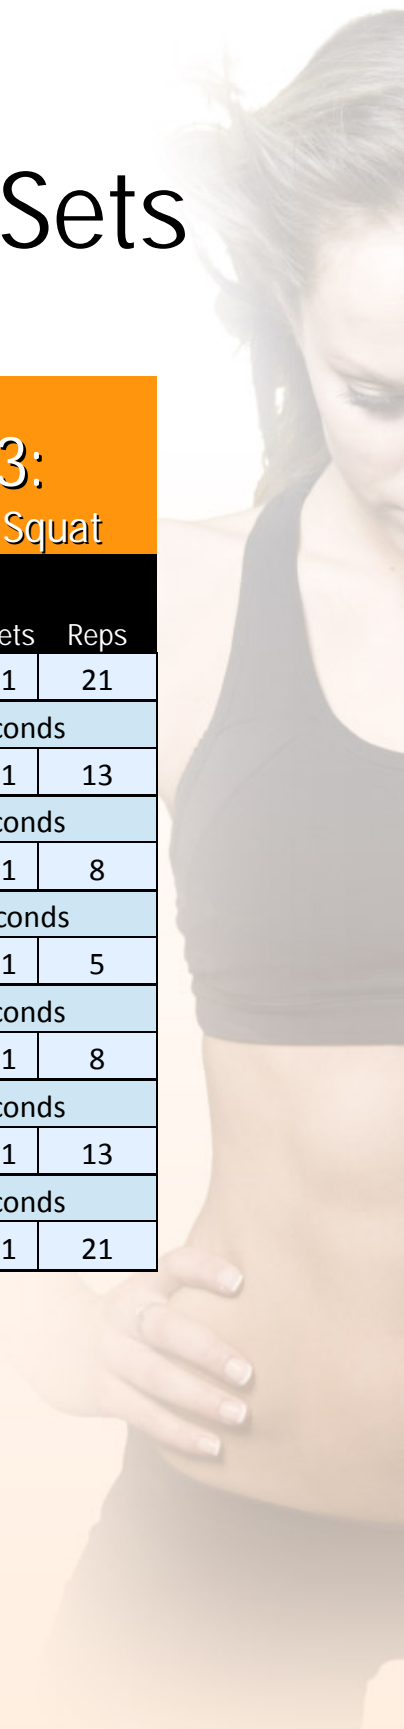 Sets
3:
Squat
ets Reps
1 21
conds
1 13
conds
1 8
conds
1 5
conds
1 8
conds
1 13
conds
1 21